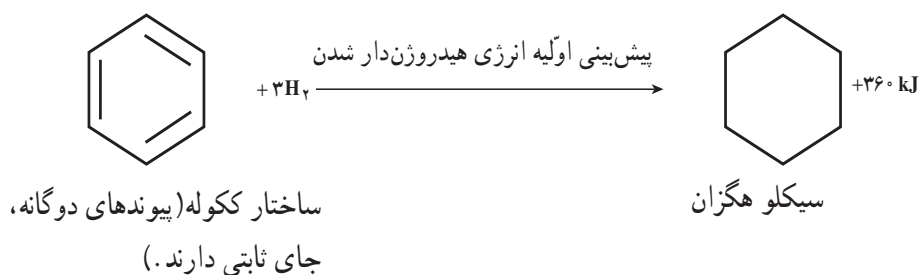 پیش‌بینی اوّلیه انرژی هیدروژن‌دار شدن
+ ۳H₂
+۳۶۰ kJ
سیکلو هگزان
ساختار ککوله(پیوندهای دوگانه،
جای ثابتی دارند.)